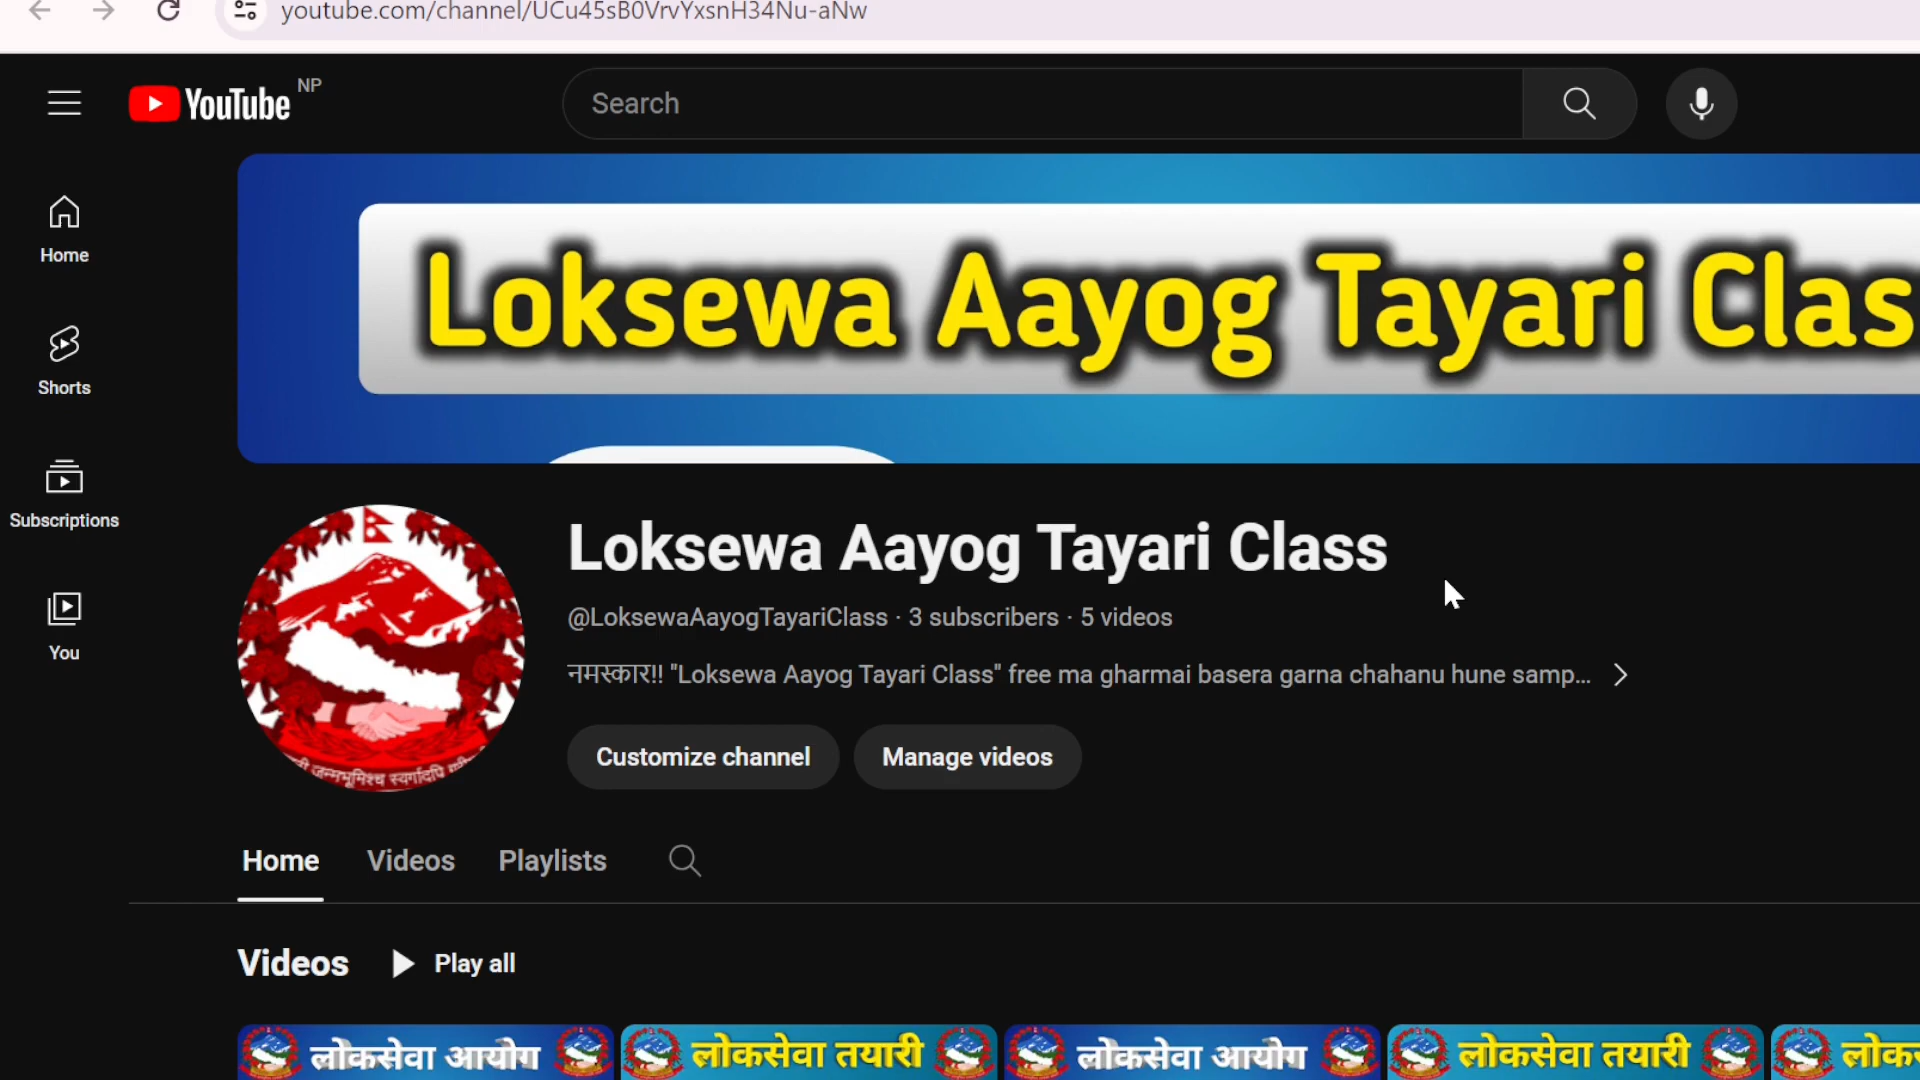 youtube.com/channel/UCu45sB0VrvYxsnH34Nu-aNw
YouTube NP
Search
Home
Shorts
Subscriptions
You
Loksewa Aayog Tayari Clas
Loksewa Aayog Tayari Class
@LoksewaAayogTayariClass · 3 subscribers · 5 videos
नमस्कार!! "Loksewa Aayog Tayari Class" free ma gharmai basera garna chahanu hune samp...
Customize channel
Manage videos
Home Videos Playlists
Videos Play all
लोकसेवा आयोग
लोकसेवा तयारी
लोकसेवा आयोग
लोकसेवा तयारी